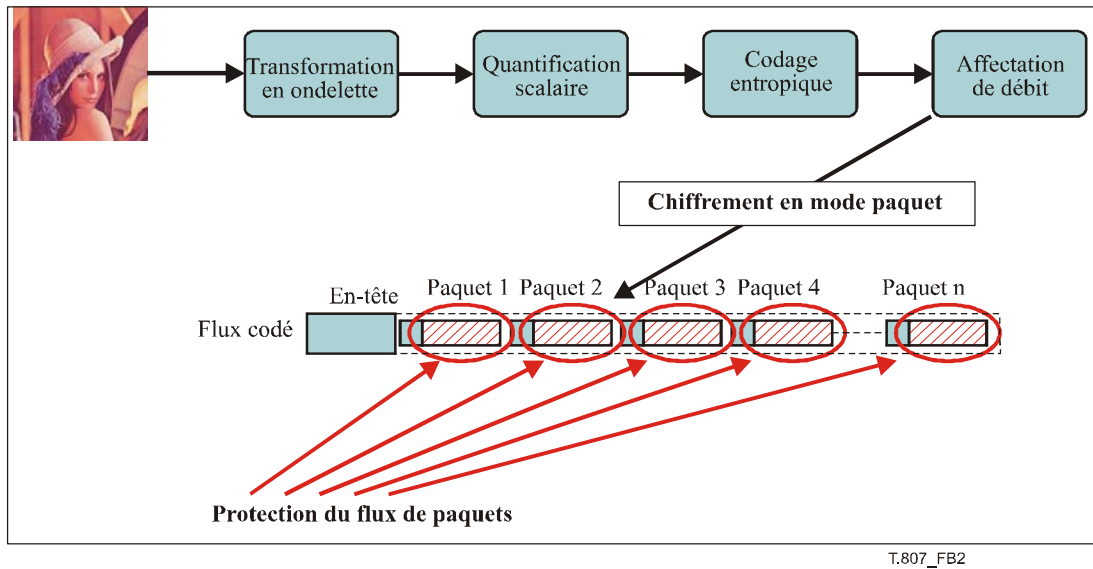 Transformation
en ondelette
Quantification
scalaire
Codage
entropique
Affectation
de débit
Chiffrement en mode paquet
En-tête
Paquet 1
Paquet 2
Paquet 3
Paquet 4
Paquet n
Flux codé
Protection du flux de paquets
T.807_FB2